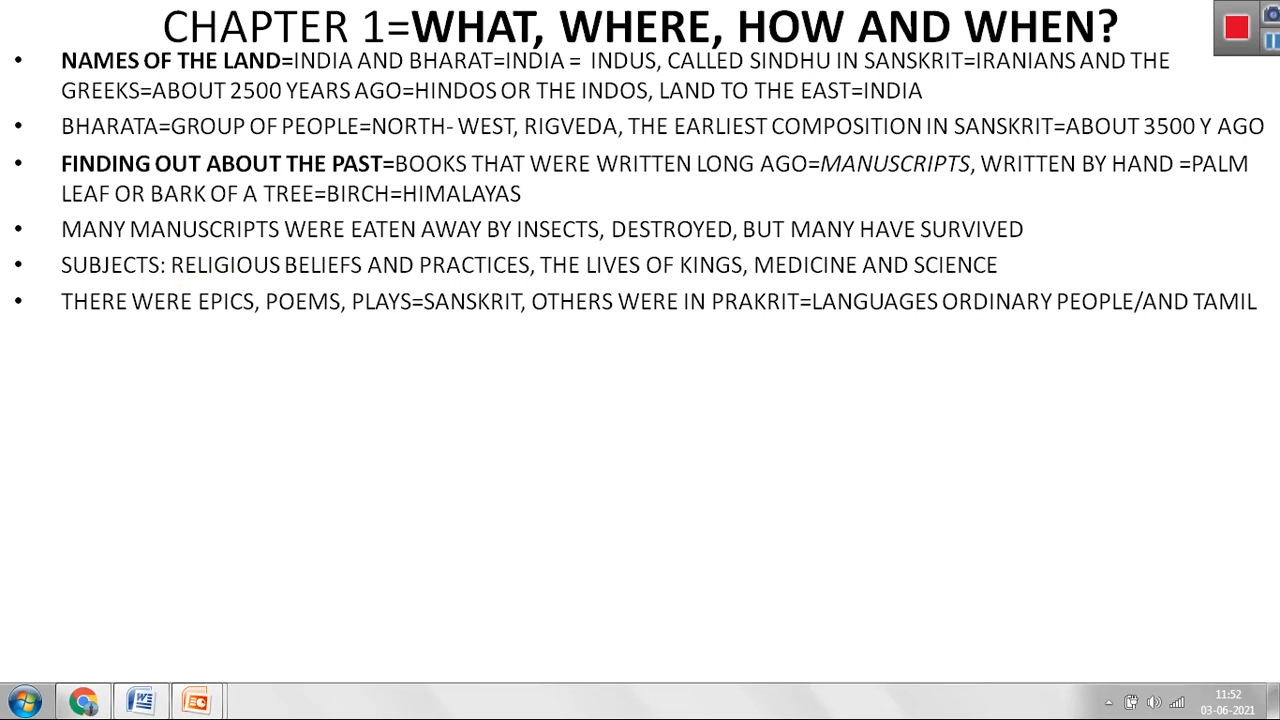 CHAPTER 1=WHAT, WHERE, HOW AND WHEN?
• NAMES OF THE LAND=INDIA AND BHARAT=INDIA = INDUS, CALLED SINDHU IN SANSKRIT=IRANIANS AND THE
GREEKS=ABOUT 2500 YEARS AGO=HINDOS OR THE INDOS, LAND TO THE EAST=INDIA
• BHARATA=GROUP OF PEOPLE=NORTH- WEST, RIGVEDA, THE EARLIEST COMPOSITION IN SANSKRIT=ABOUT 3500 Y AGO
• FINDING OUT ABOUT THE PAST=BOOKS THAT WERE WRITTEN LONG AGO=MANUSCRIPTS, WRITTEN BY HAND =PALM
LEAF OR BARK OF A TREE=BIRCH=HIMALAYAS
• MANY MANUSCRIPTS WERE EATEN AWAY BY INSECTS, DESTROYED, BUT MANY HAVE SURVIVED
• SUBJECTS: RELIGIOUS BELIEFS AND PRACTICES, THE LIVES OF KINGS, MEDICINE AND SCIENCE
• THERE WERE EPICS, POEMS, PLAYS=SANSKRIT, OTHERS WERE IN PRAKRIT=LANGUAGES ORDINARY PEOPLE/AND TAMIL
11:52
03-06-2021